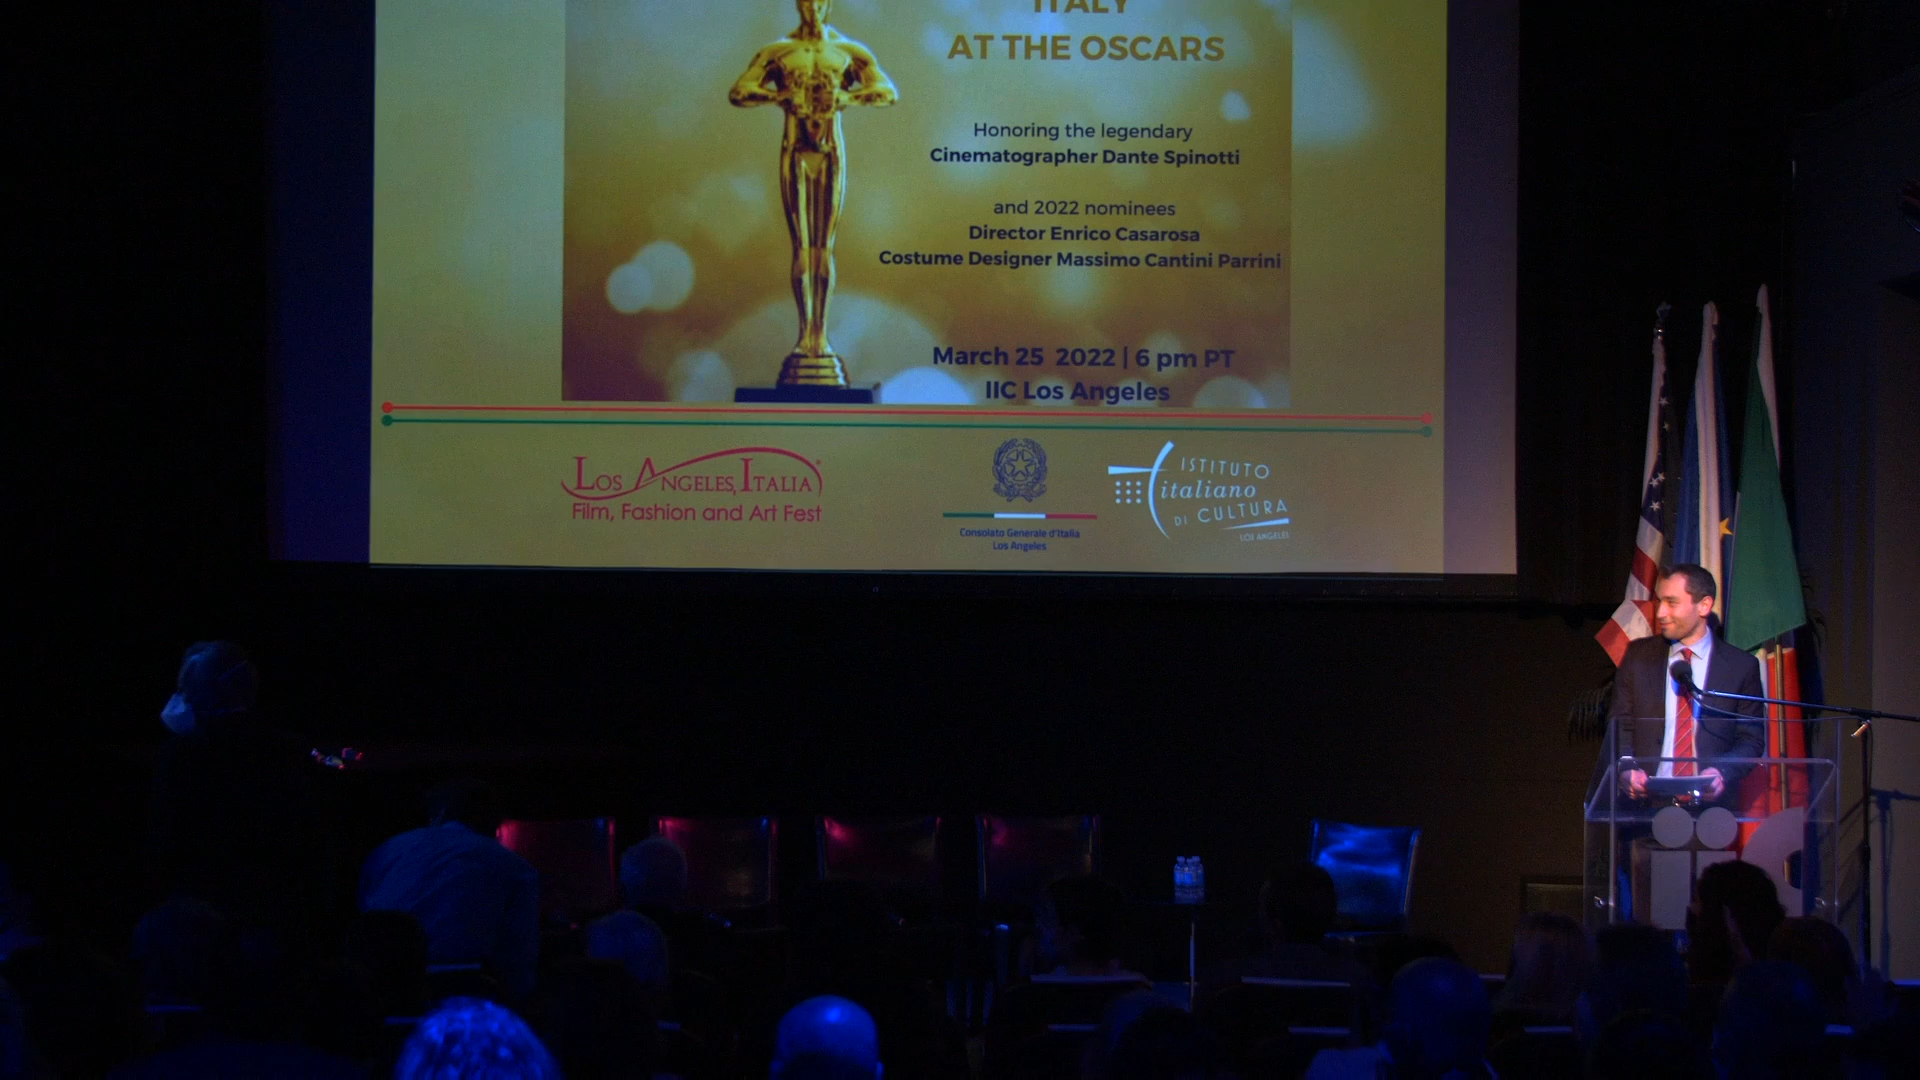 ITALY
AT THE OSCARS
Honoring the legendary
Cinematographer Dante Spinotti
and 2022 nominees
Director Enrico Casarosa
Costume Designer Massimo Cantini Parrini
March 25 2022 | 6 pm PT
IIC Los Angeles
LOS ANGELES, ITALIA
Film, Fashion and Art Fest
Consolato Generale d'Italia
Los Angeles
ISTITUTO
italiano
DI CULTURA
LOS ANGELES
iic